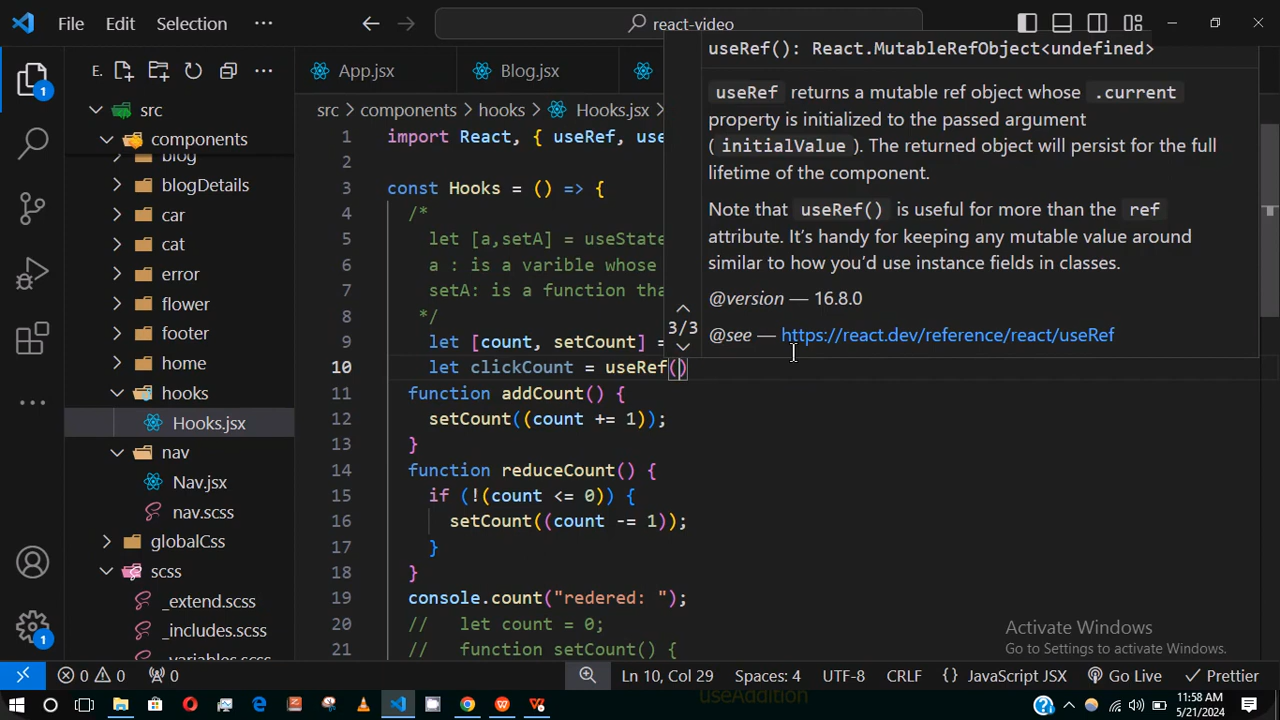 File Edit Selection ··· react-video
E.
App.jsx
Blog.jsx
src
components
blog
blogDetails
car
cat
error
flower
footer
home
hooks
Hooks.jsx
nav
Nav.jsx
nav.scss
globalCss
scss
_extend.scss
_includes.scss
_variables.scss
1
1
src > components > hooks > Hooks.jsx
1 import React, { useRef, use
2
3 const Hooks = () => {
4 /*
5 let [a,setA] = useState
6 a : is a varible whose
7 setA: is a function tha
8 */
9 let [count, setCount] =
10 let clickCount = useRef()
11 function addCount() {
12 setCount((count += 1));
13 }
14 function reduceCount() {
15 if (!(count <= 0)) {
16 setCount((count -= 1));
17 }
18 }
19 console.count("redered: ");
20 // let count = 0;
21 // function setCount() {
useRef(): React.MutableRefObject<undefined>
useRef returns a mutable ref object whose .current
property is initialized to the passed argument
( initialValue ). The returned object will persist for the full
lifetime of the component.
Note that useRef() is useful for more than the ref
attribute. It’s handy for keeping any mutable value around
similar to how you’d use instance fields in classes.
@version — 16.8.0
@see — https://react.dev/reference/react/useRef
3/3
Activate Windows
Go to Settings to activate Windows.
0 0 0 Ln 10, Col 29 Spaces: 4 UTF-8 CRLF {} JavaScript JSX Go Live Prettier
useAddition
11:58 AM
5/21/2024